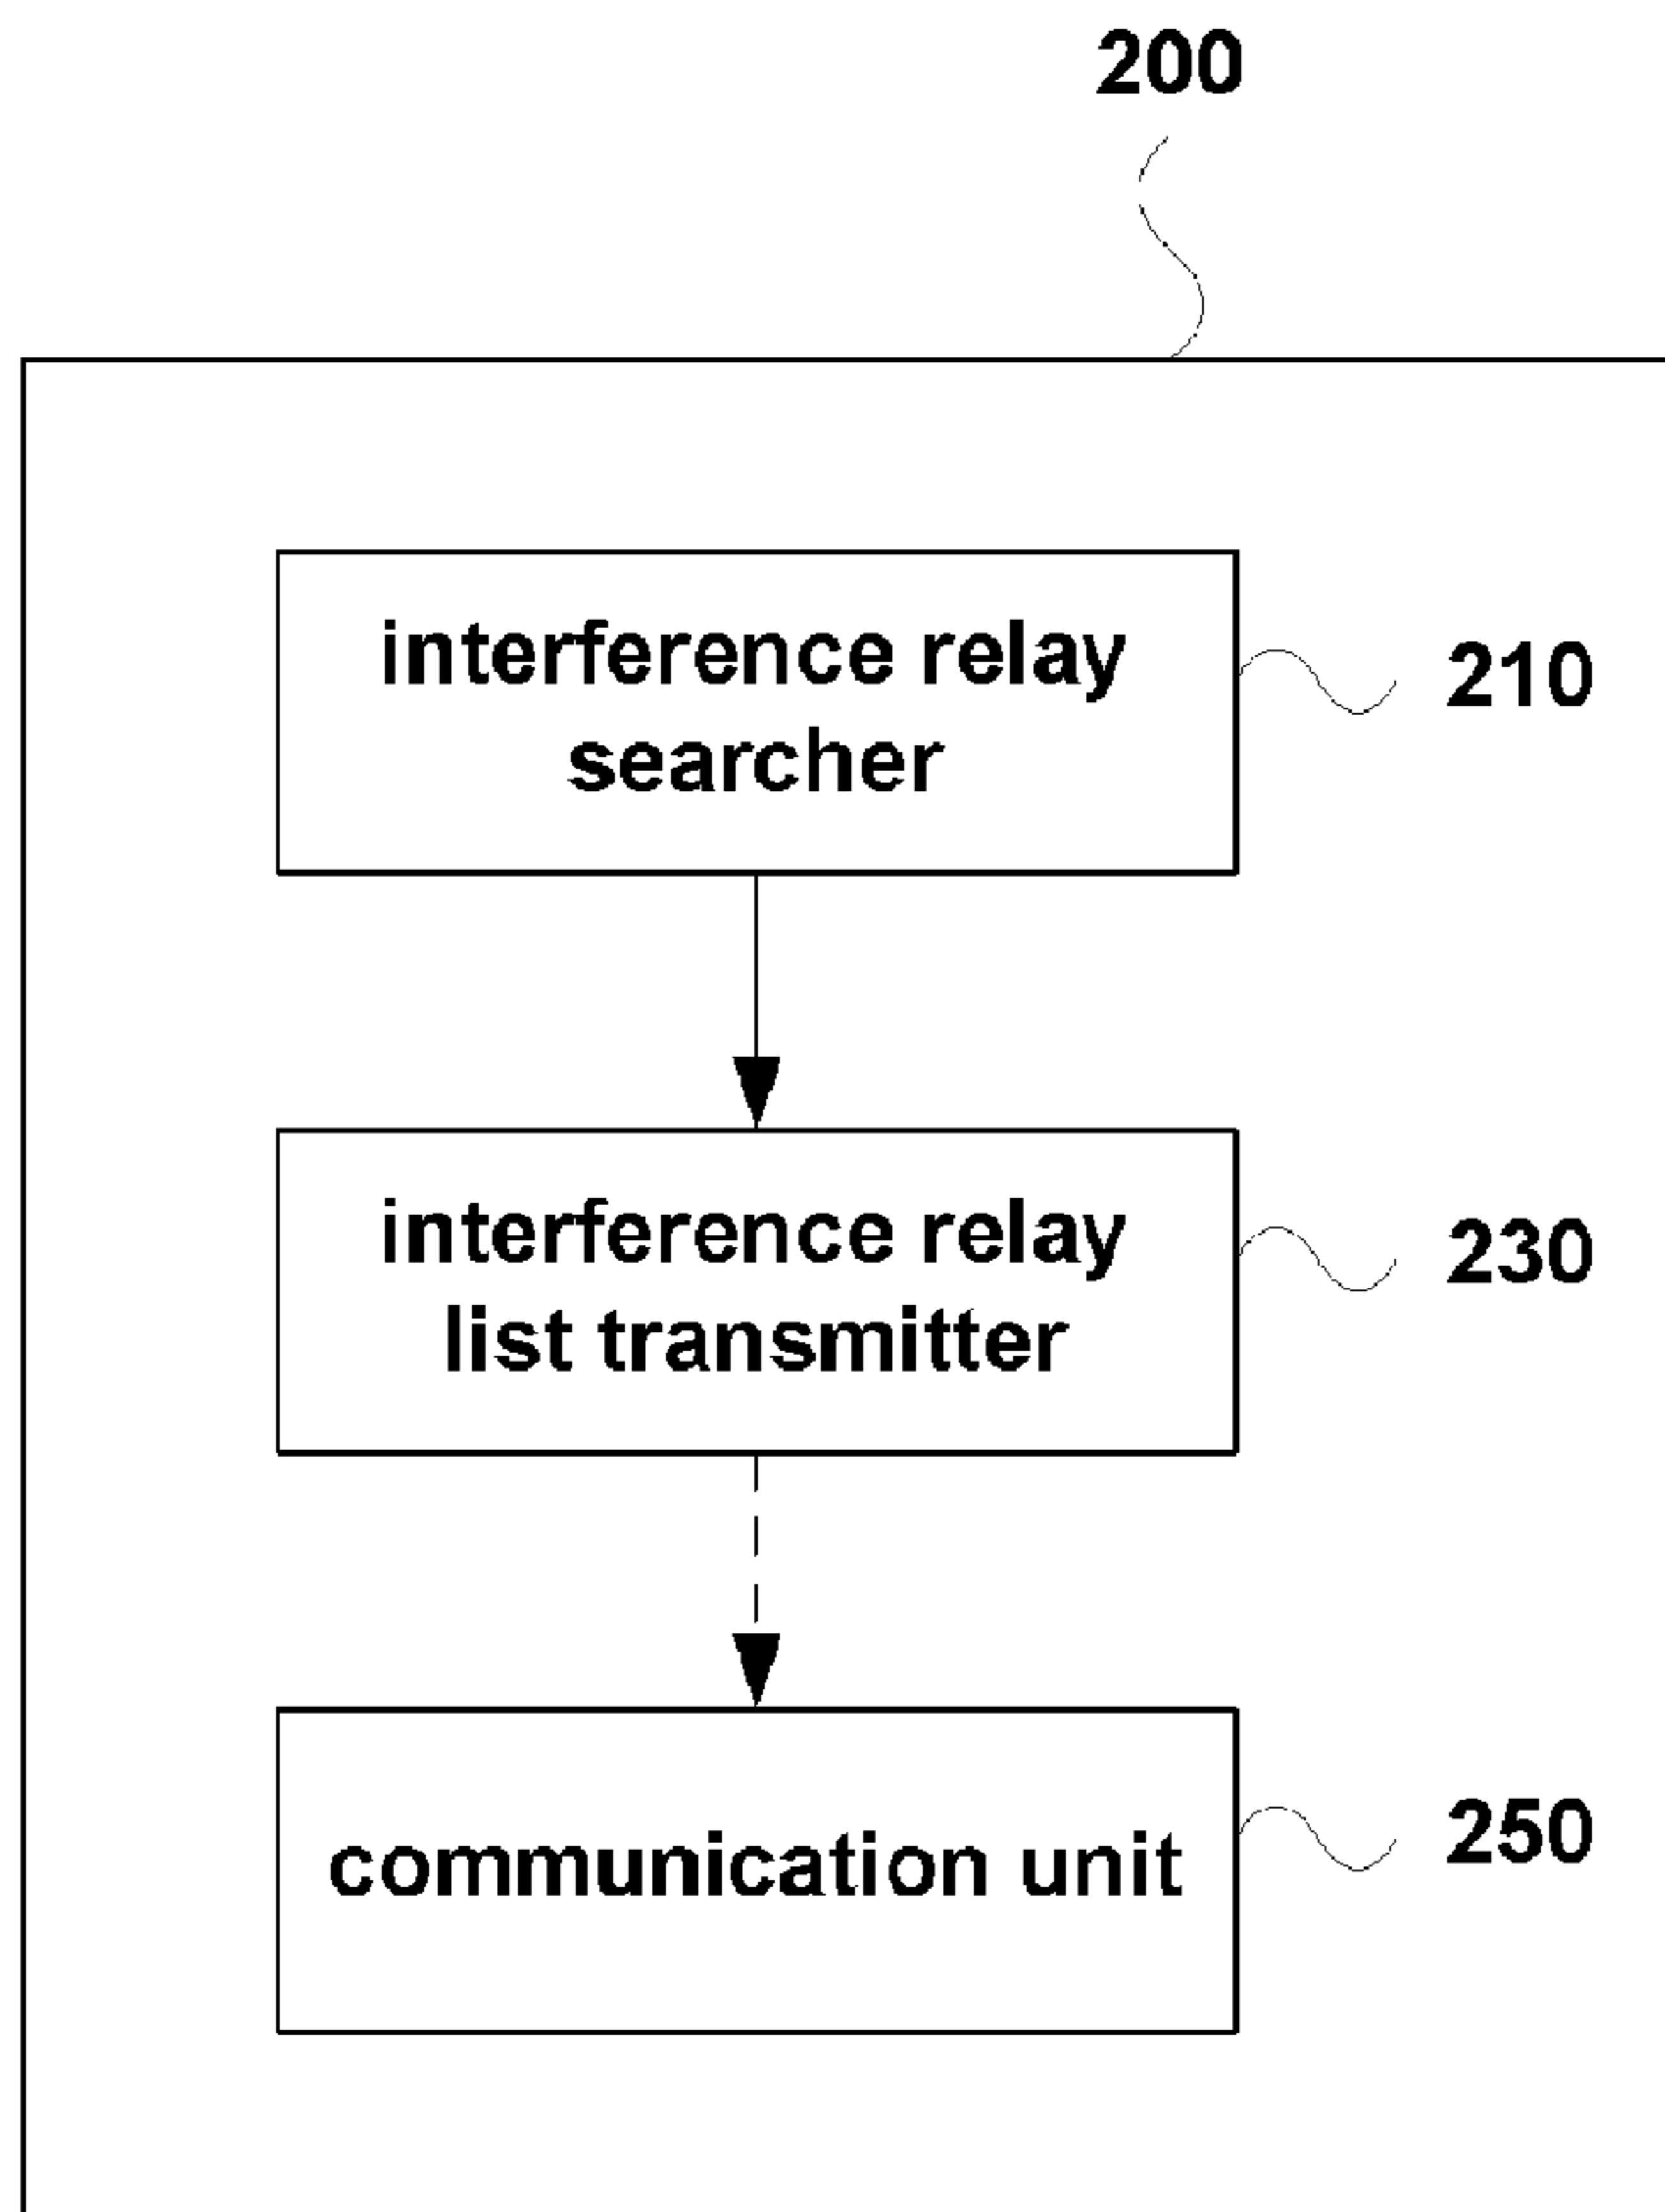 200
interference relay
searcher
210
interference relay
list transmitter
230
communication unit
250